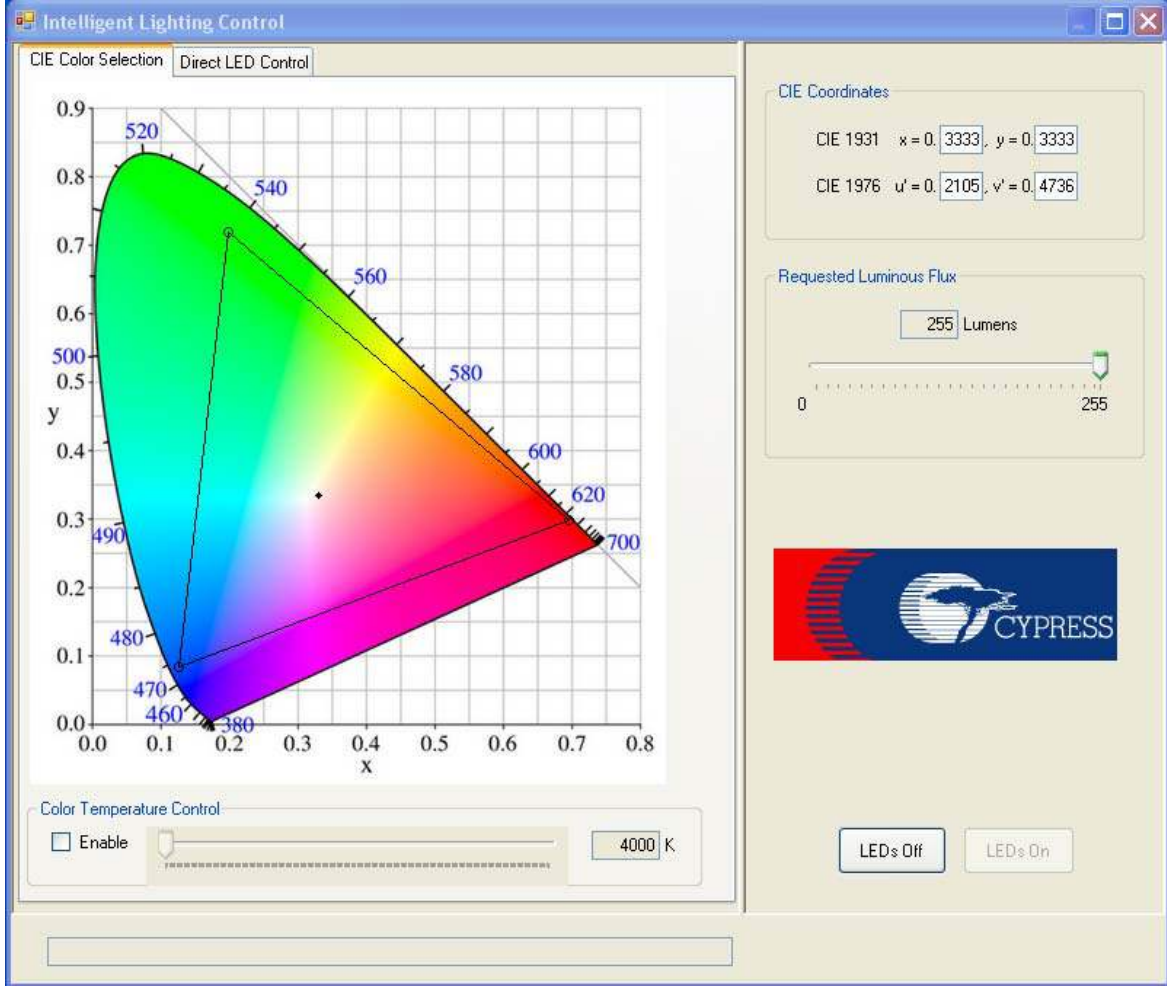 Intelligent Lighting Control
CIE Color Selection
Direct LED Control
0.9
0.8
0.7
0.6
0.5
0.4
0.3
0.2
0.1
0.0
y
520
540
560
580
600
620
700
500
490
480
470
460
380
0.0 0.1 0.2 0.3 0.4 0.5 0.6 0.7 0.8
x
Color Temperature Control
Enable
4000 K
CIE Coordinates
CIE 1931 x = 0. 3333, y = 0. 3333
CIE 1976 u' = 0. 2105, v' = 0. 4736
Requested Luminous Flux
255 Lumens
0 255
CYPRESS
LEDs Off
LEDs On